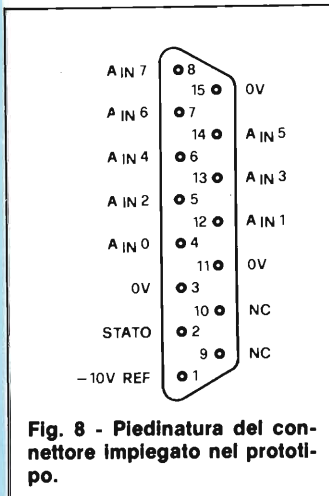 A IN 7 8
15 0V
A IN 6 7
14 A IN 5
A IN 4 6
13 A IN 3
A IN 2 5
12 A IN 1
A IN 0 4
11 0V
0V 3
10 NC
STATO 2
9 NC
−10V REF 1
Fig. 8 - Piedinatura del con-
nettore impiegato nel prototi-
po.